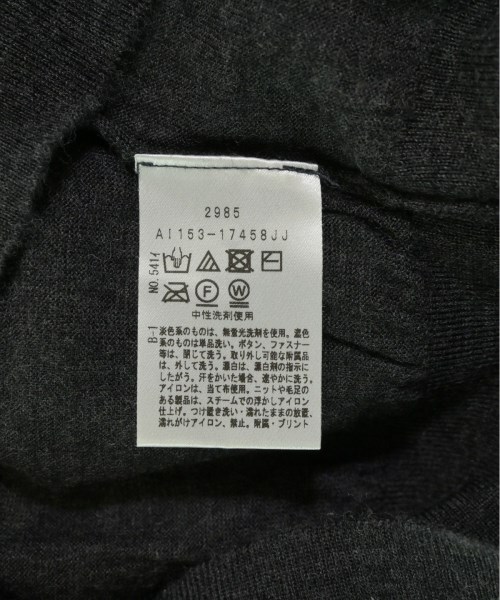 2985
AI153-17458JJ
NO.541イ
F
W
中性洗剤使用
B-1
淡色系のものは、無蛍光洗剤を使用。濃色
系のものは単品洗い。ボタン、ファスナー
等は、閉じて洗う。取り外し可能な附属品
は、外して洗う。漂白は、漂白剤の指示に
したがう。汗をかいた場合、速やかに洗う。
アイロンは、当て布使用。ニットや毛足の
ある製品は、スチームでの浮かしアイロン
仕上げ。つけ置き洗い・濡れたままの放置、
濡れがけアイロン、禁止。附属・プリント